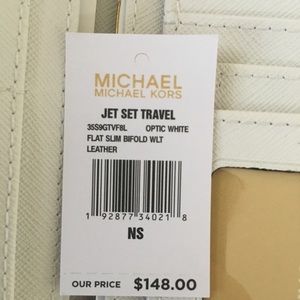 MICHAEL
MICHAEL KORS
JET SET TRAVEL
35S9GTVF8L OPTIC WHITE
FLAT SLIM BIFOLD WLT
LEATHER
1 92877 34021 8
NS
OUR PRICE $148.00